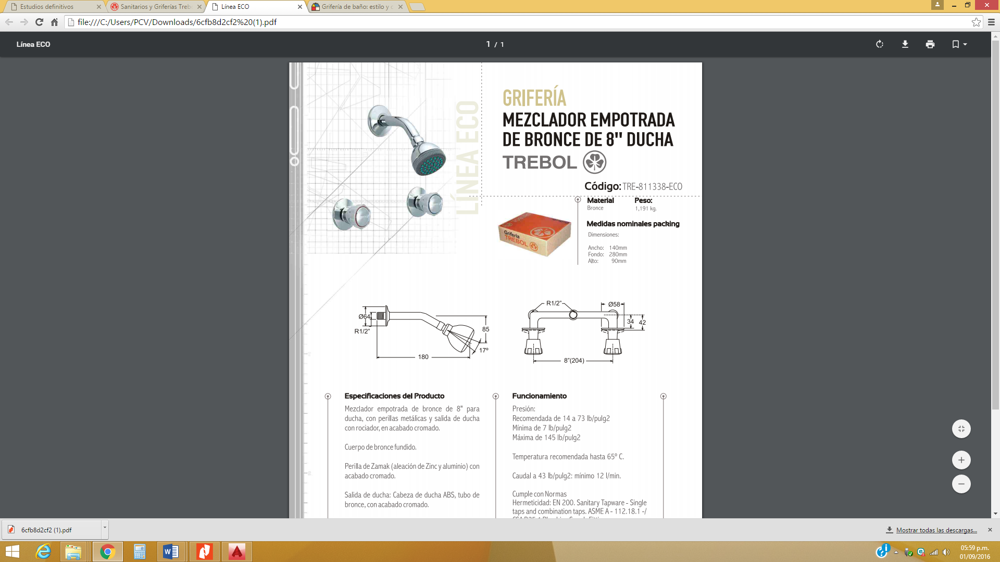 Estudios definitivos
Sanitarios y Griferías Treb
Línea ECO
Grifería de baño: estilo y
file:///C:/Users/PCV/Downloads/6cfb8d2cf2%20(1).pdf
Línea ECO
1 / 1
LÍNEA ECO
GRIFERÍA
MEZCLADOR EMPOTRADA
DE BRONCE DE 8" DUCHA
TREBOL
Código: TRE-811338-ECO
Material Peso:
Bronce 1,191 kg.
Medidas nominales packing
Dimensiones:
Ancho: 140mm
Fondo: 280mm
Alto: 90mm
Grifería
TREBOL
Ø64
R1/2"
180
85
17º
R1/2"
Ø58
34
42
8"(204)
Especificaciones del Producto
Mezclador empotrada de bronce de 8" para
ducha, con perillas metálicas y salida de ducha
con rociador, en acabado cromado.
Cuerpo de bronce fundido.
Perilla de Zamak (aleación de Zinc y aluminio) con
acabado cromado.
Salida de ducha: Cabeza de ducha ABS, tubo de
bronce, con acabado cromado.
Funcionamiento
Presión:
Recomendada de 14 a 73 lb/pulg2
Mínima de 7 lb/pulg2
Máxima de 145 lb/pulg2
Temperatura recomendada hasta 65º C.
Caudal a 43 lb/pulg2: mínimo 12 l/min.
Cumple con Normas
Hermeticidad: EN 200. Sanitary Tapware - Single
taps and combination taps. ASME A - 112.18.1 -/
6cfb8d2cf2 (1).pdf
Mostrar todas las descargas...
05:59 p.m.
01/09/2016